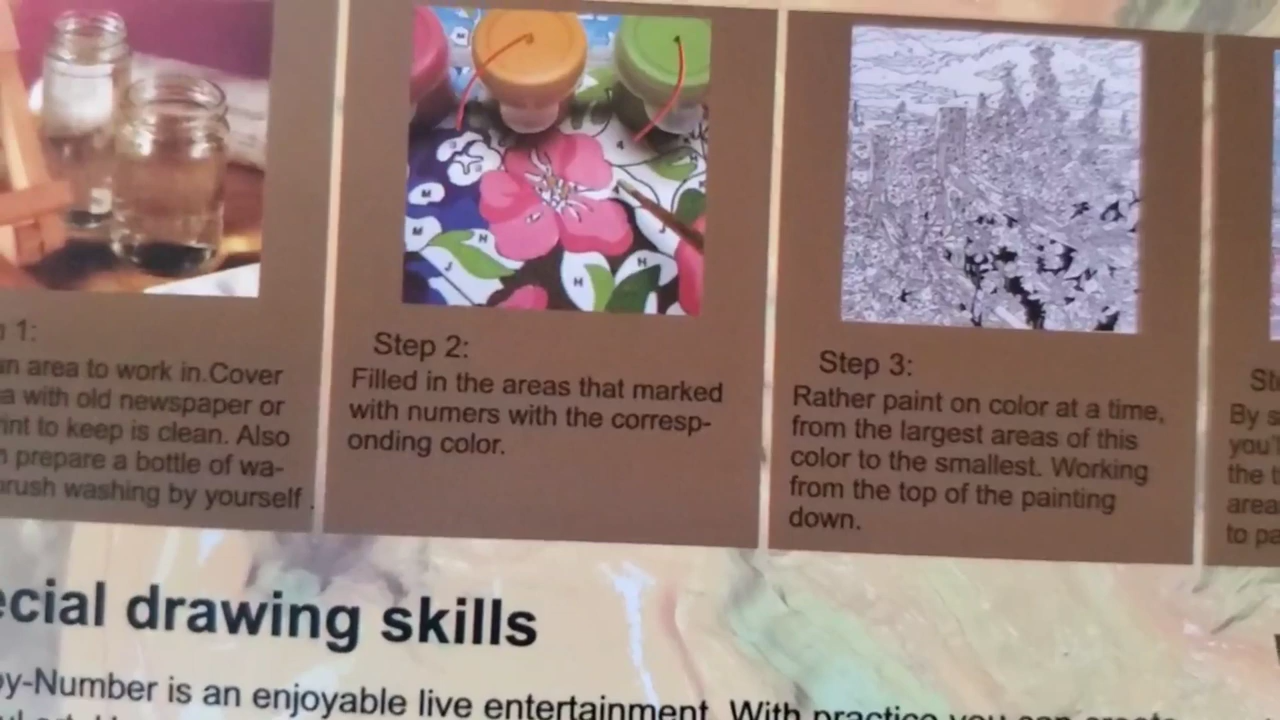 1:
an area to work in.Cover
with old newspaper or
to keep is clean. Also
prepare a bottle of wa-
washing by yourself .
Step 2:
Filled in the areas that marked
with numers with the corresp-
onding color.
Step 3:
Rather paint on color at a time,
from the largest areas of this
color to the smallest. Working
from the top of the painting
down.
By
the
to
drawing skills
-Number is an enjoyable live entertainment. With practice you can create